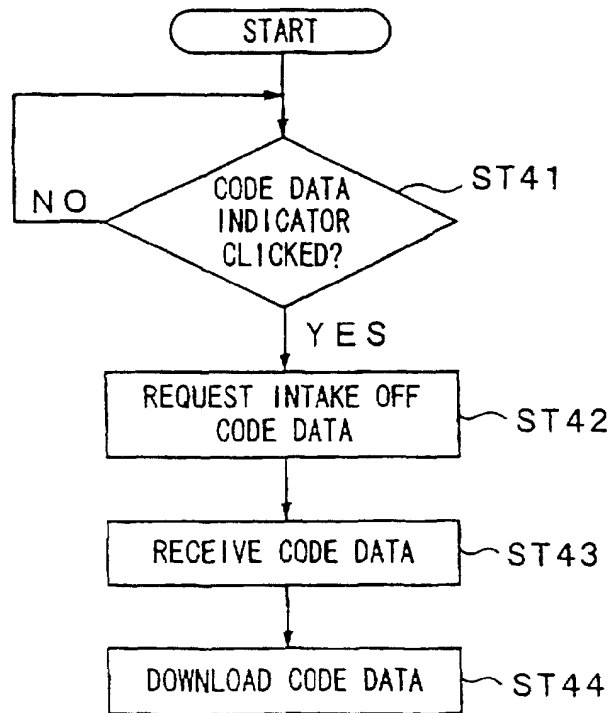 START
CODE DATA
INDICATOR
CLICKED?
ST41
NO
YES
REQUEST INTAKE OFF
CODE DATA
ST42
RECEIVE CODE DATA
ST43
DOWNLOAD CODE DATA
ST44